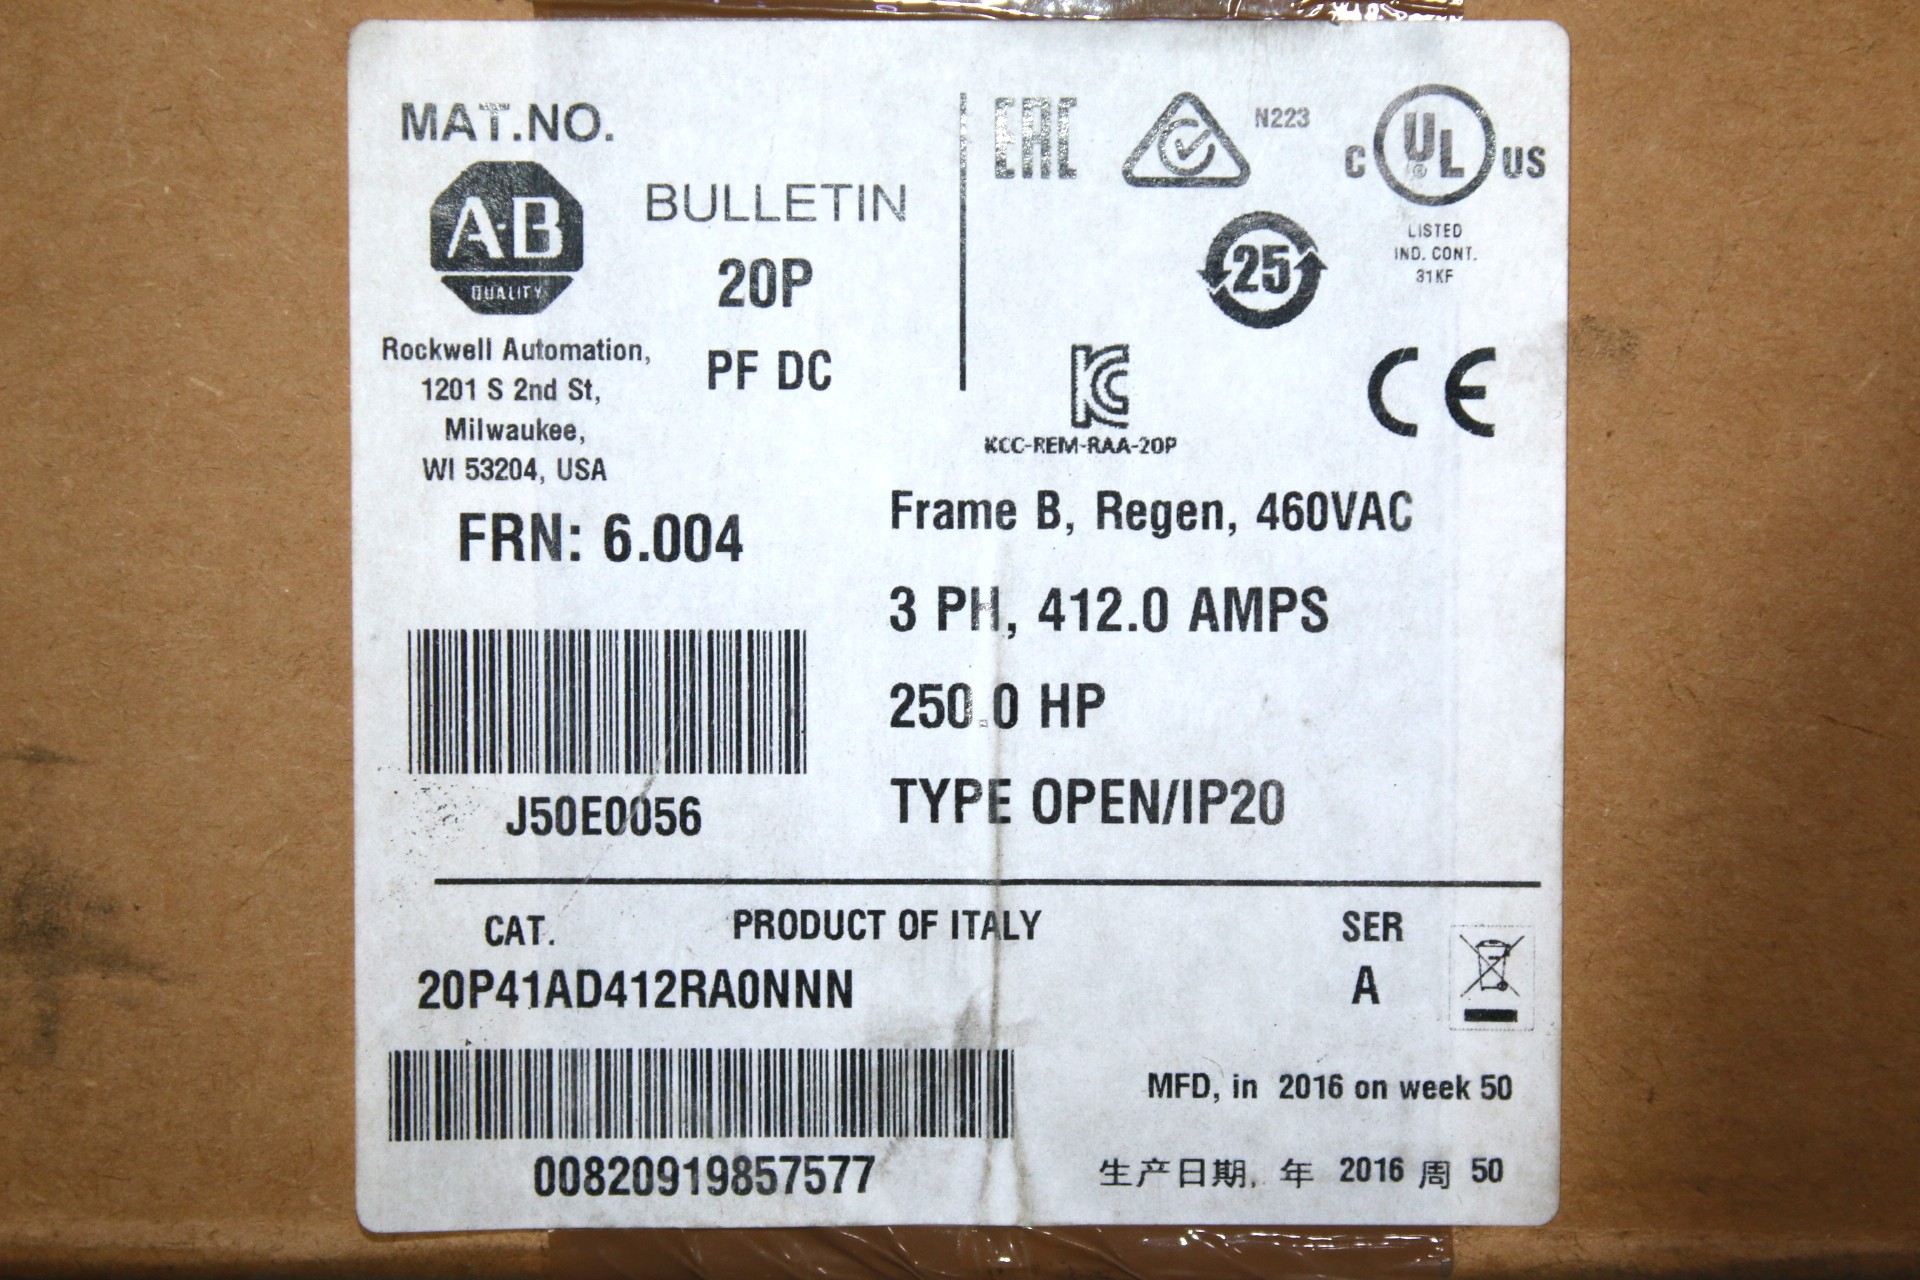 MAT.NO.
A-B
QUALITY
BULLETIN
20P
PF DC
Rockwell Automation,
1201 S 2nd St,
Milwaukee,
WI 53204, USA
FRN: 6.004
J50E0056
EAC
N223
C UL US
LISTED
IND. CONT.
31KF
25
KC
KCC-REM-RAA-20P
CE
Frame B, Regen, 460VAC
3 PH, 412.0 AMPS
250.0 HP
TYPE OPEN/IP20
CAT.
PRODUCT OF ITALY
SER
20P41AD412RA0NNN
A
00820919857577
MFD, in 2016 on week 50
生产日期, 年 2016 周 50